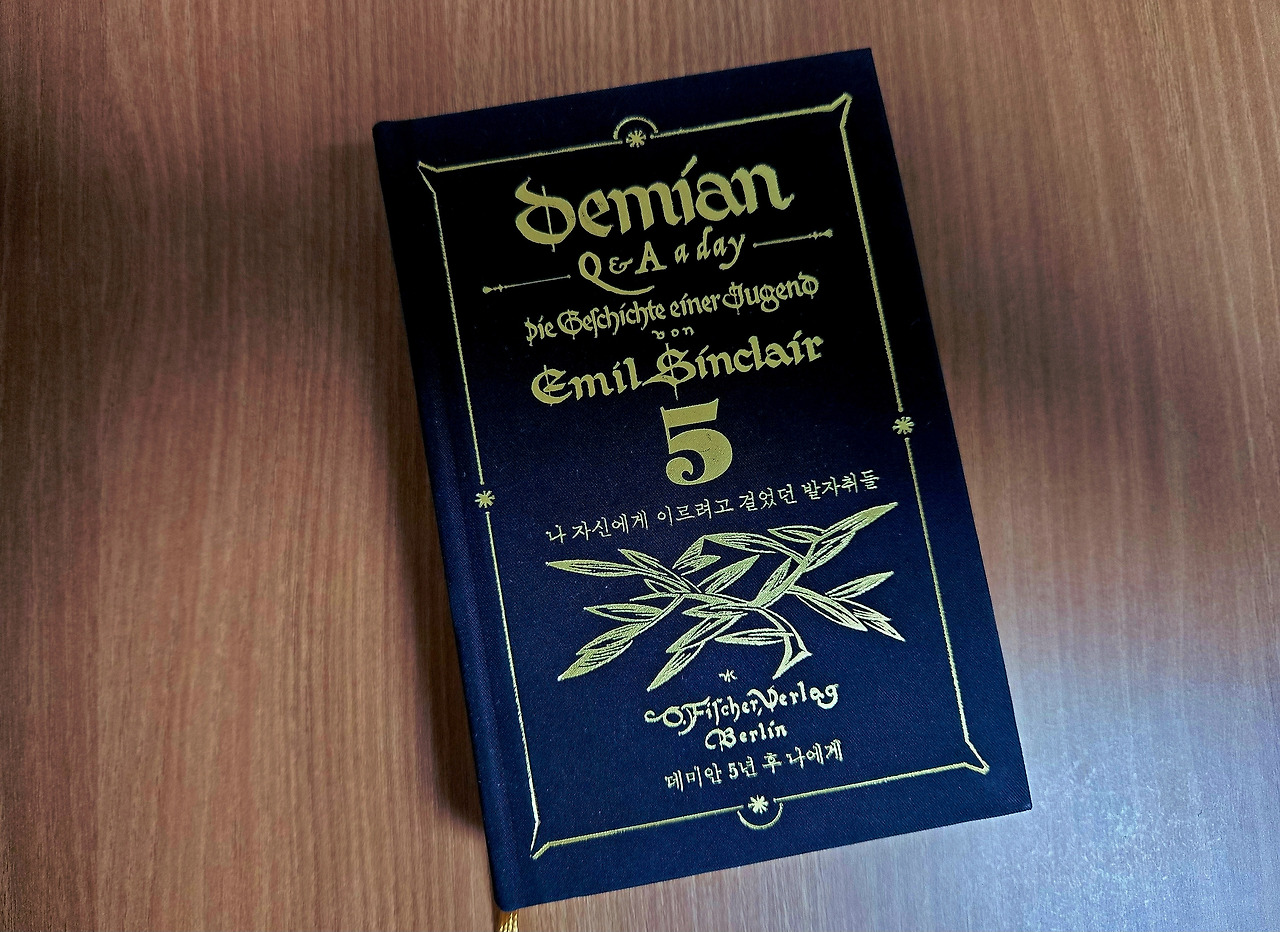 Demian
Q & A a day
Die Geschichte einer Jugend
von
Emil Sinclair
5
나 자신에게 이르려고 걸었던 발자취들
S. Fischer, Verlag
Berlin
데미안 5년 후 나에게